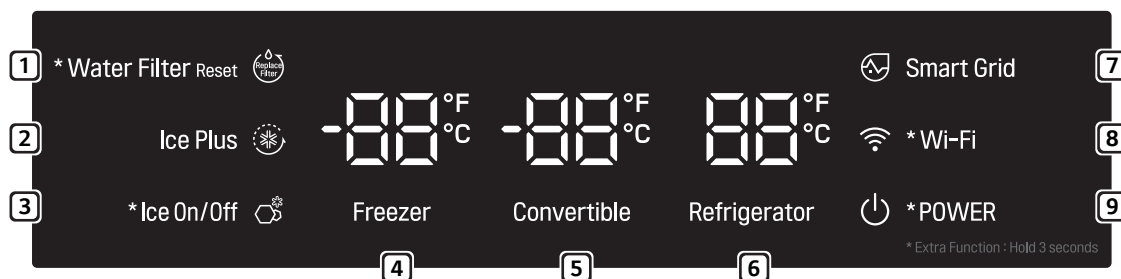 1 * Water Filter Reset Replace Filter
2 Ice Plus
3 * Ice On/Off
-88 °F °C
-88 °F °C
88 °F °C
Freezer Convertible Refrigerator
4 5 6
Smart Grid 7
* Wi-Fi 8
* POWER 9
* Extra Function : Hold 3 seconds